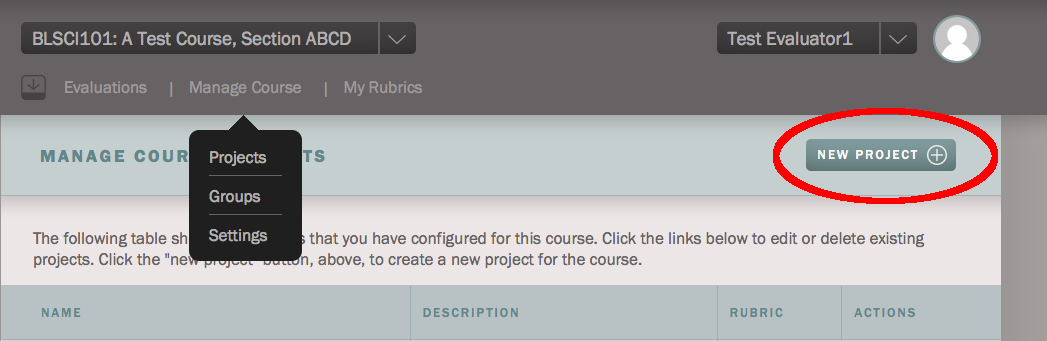 BLSCI101: A Test Course, Section ABCD
Test Evaluator1
Evaluations | Manage Course | My Rubrics
MANAGE COUR TS
NEW PROJECT
Projects
Groups
Settings
The following table sh s that you have configured for this course. Click the links below to edit or delete existing
projects. Click the "new project" button, above, to create a new project for the course.
NAME DESCRIPTION RUBRIC ACTIONS